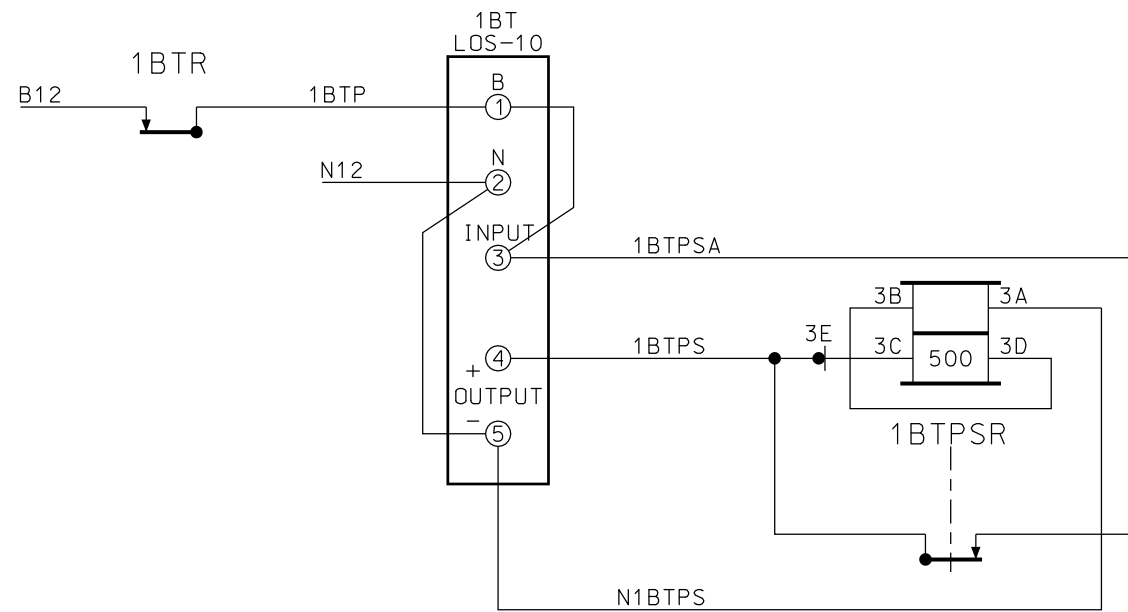 1BT
LOS-10
1BTR
B
B12
1BTP
1
N
N12
2
INPUT
3
1BTPSA
3B
3A
3E
1BTPS
4
3C
500
3D
+
OUTPUT
-
5
1BTPSR
N1BTPS